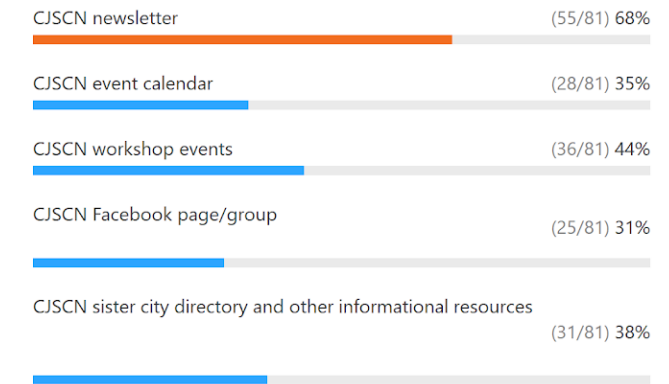 CJSCN newsletter (55/81) 68%
CJSCN event calendar (28/81) 35%
CJSCN workshop events (36/81) 44%
CJSCN Facebook page/group
(25/81) 31%
CJSCN sister city directory and other informational resources
(31/81) 38%